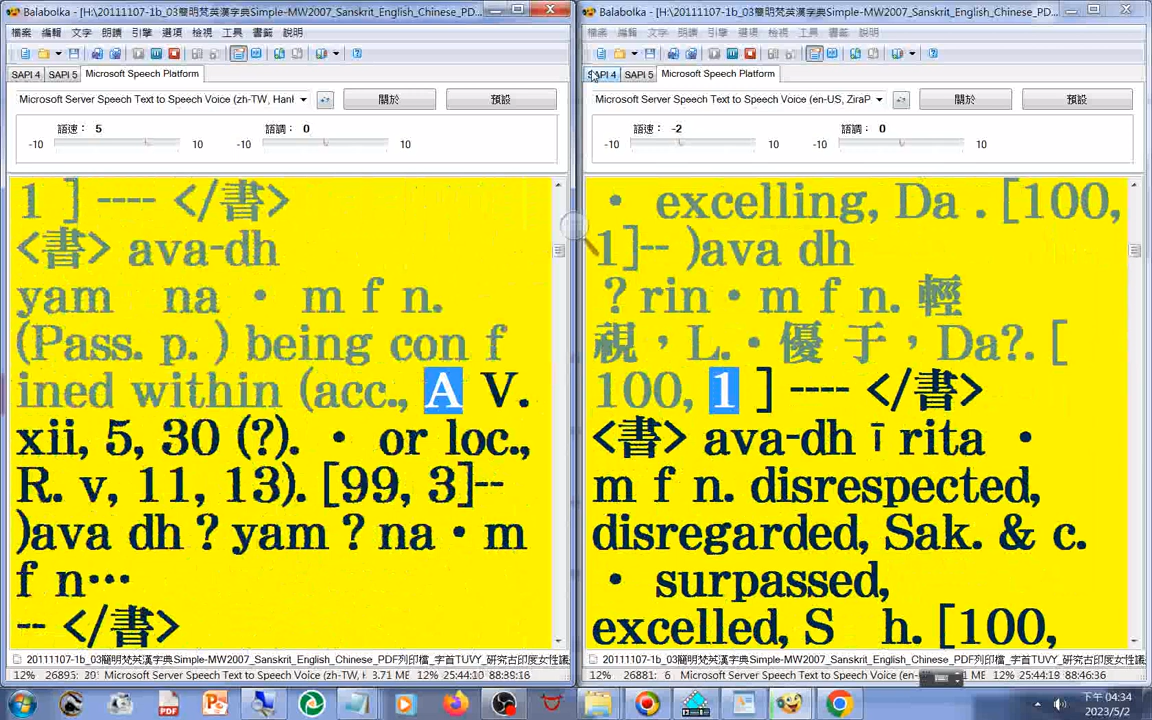 Balabolka - [H:\20111107-1b_03簡明梵英漢字典Simple-MW2007_Sanskrit_English_Chinese_PD...
檔案 編輯 文字 朗讀 引擎 選項 檢視 工具 書籤 說明
SAPI 4 SAPI 5 Microsoft Speech Platform
Microsoft Server Speech Text to Speech Voice (zh-TW, HanH
關於 預設
語速： 5 語調： 0
-10 10 -10 10
1 ] ---- </書>
<書> ava-dh
yam na • m f n.
(Pass. p. ) being con f
ined within (acc., A V.
xii, 5, 30 (?). • or loc.,
R. v, 11, 13). [99, 3]--
)ava dh ? yam ? na • m
f n…
-- </書>
20111107-1b_03簡明梵英漢字典Simple-MW2007_Sanskrit_English_Chinese_PDF列印檔_字首TUVY_研究古印度女性議
12% 3.71 MB 12% 25:44:10 88:38:16
Balabolka - [H:\20111107-1b_03簡明梵英漢字典Simple-MW2007_Sanskrit_English_Chinese_PD...
檔案 編輯 文字 朗讀 引擎 選項 檢視 工具 書籤 說明
SAPI 4 SAPI 5 Microsoft Speech Platform
Microsoft Server Speech Text to Speech Voice (en-US, ZiraP
關於 預設
語速： -2 語調： 0
-10 10 -10 10
• excelling, Da . [100,
1]-- )ava dh
? rin • m f n. 輕
視，L. • 優 于，Da?. [
100, 1 ] ---- </書>
<書> ava-dh ī rita •
m f n. disrespected,
disregarded, Sak. & c.
• surpassed,
excelled, S h. [100,
20111107-1b_03簡明梵英漢字典Simple-MW2007_Sanskrit_English_Chinese_PDF列印檔_字首TUVY_研究古印度女性議
12% 26881: 6 Microsoft Server Speech Text to Speech Voice (en-U MB 12% 25:44:19 88:46:36
下午 04:34
2023/5/2